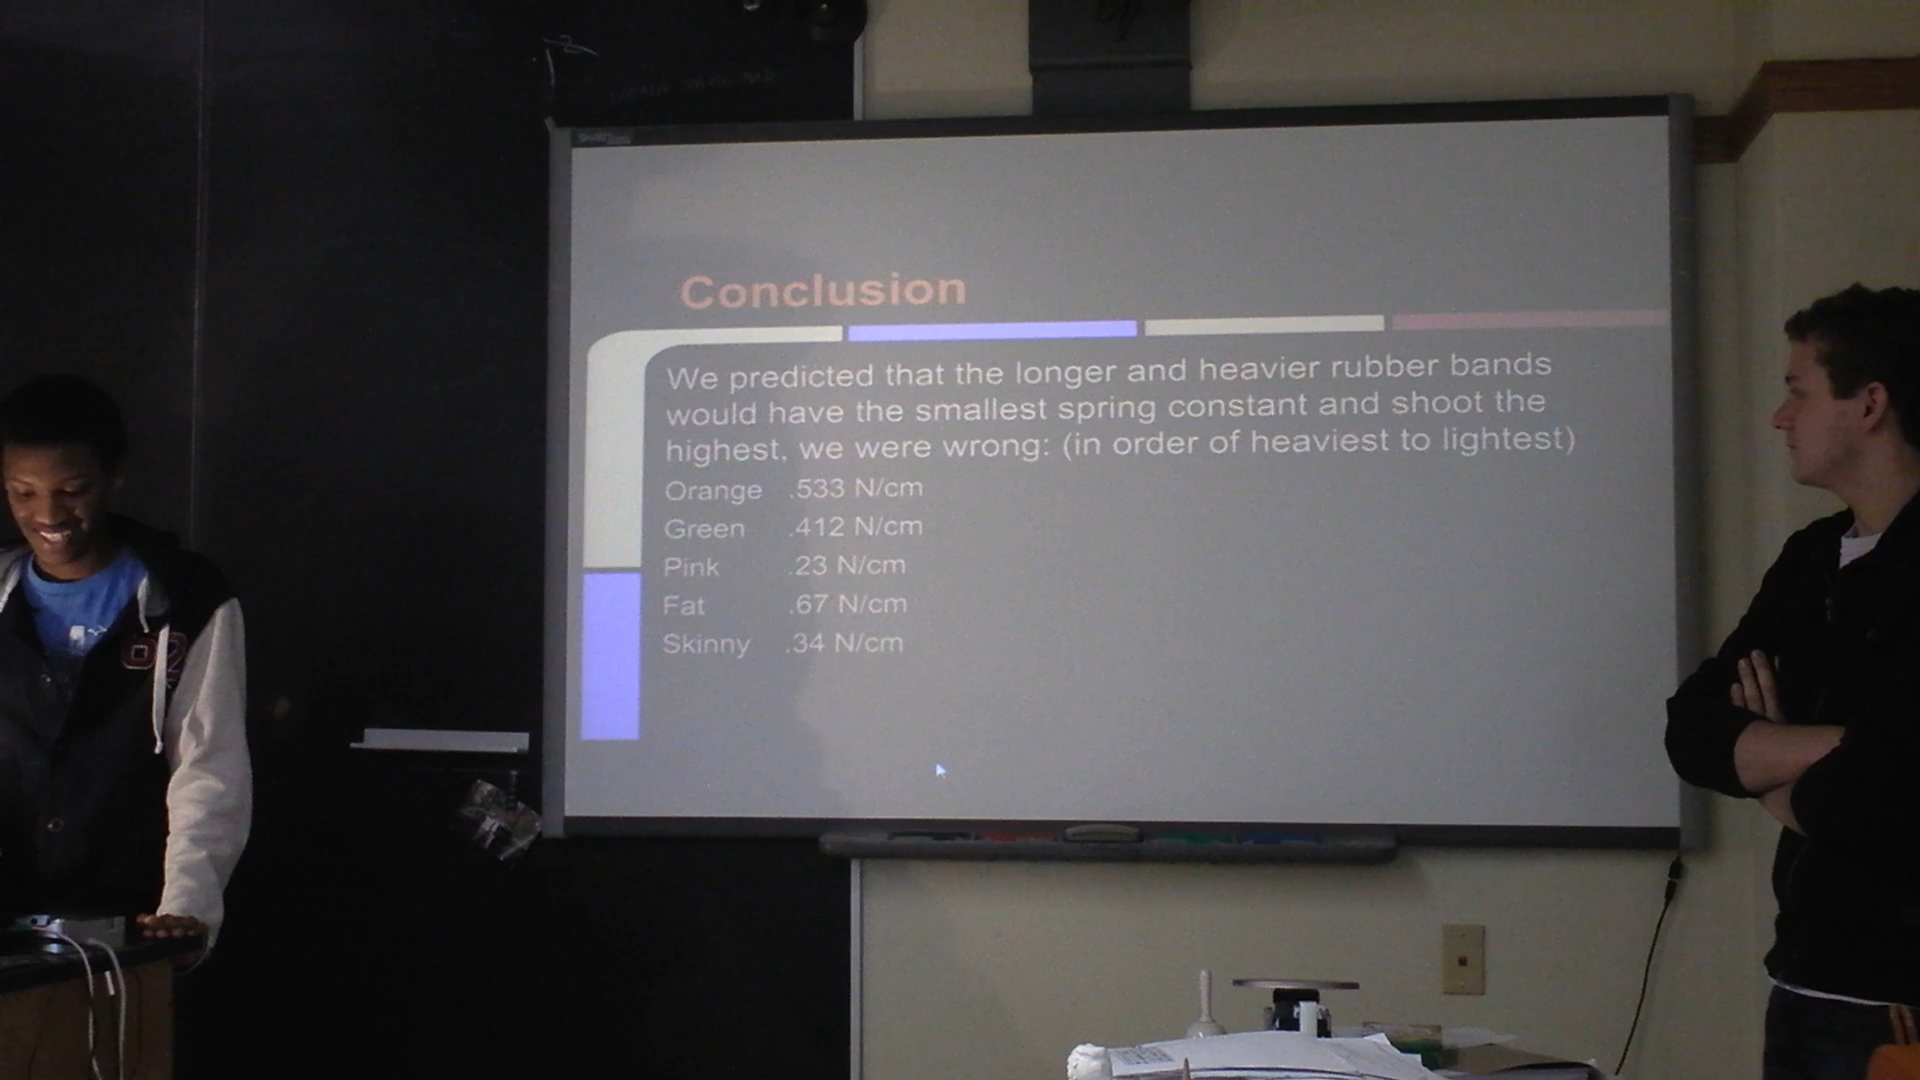 Conclusion
We predicted that the longer and heavier rubber bands
would have the smallest spring constant and shoot the
highest, we were wrong: (in order of heaviest to lightest)
Orange .533 N/cm
Green .412 N/cm
Pink .23 N/cm
Fat .67 N/cm
Skinny .34 N/cm
02